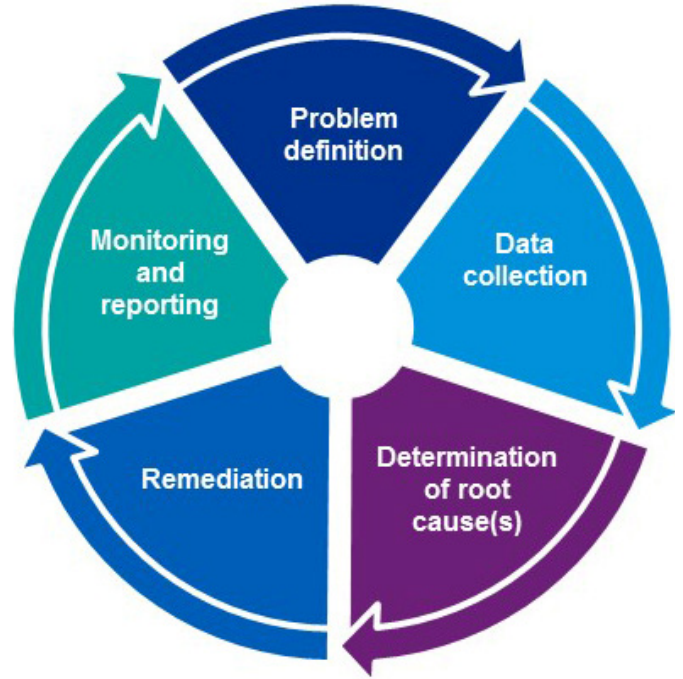 Problem
definition
Data
collection
Determination
of root
cause(s)
Remediation
Monitoring
and
reporting